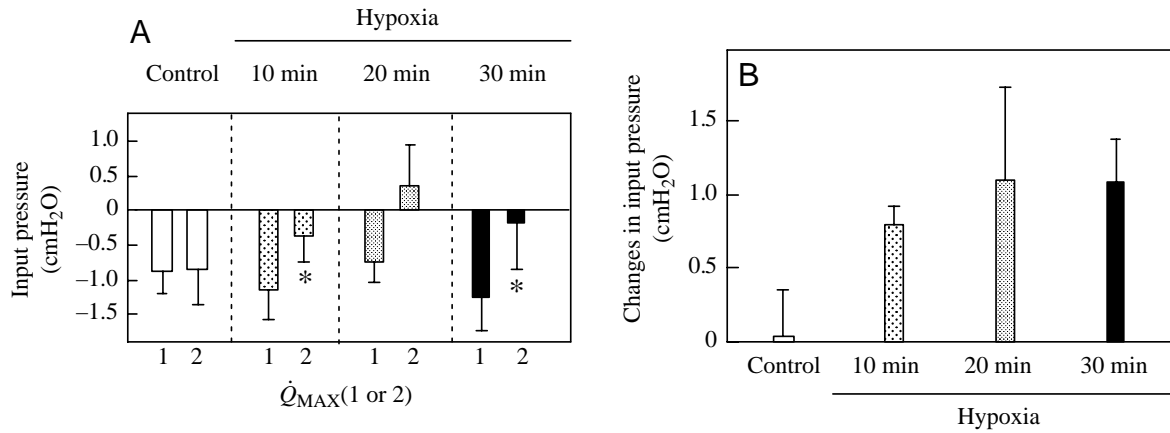 A
Hypoxia
Control 10 min 20 min 30 min
Input pressure
(cmH2O)
1.0
0.5
0
–0.5
–1.0
–1.5
* *
1 2 1 2 1 2 1 2
Q̇MAX(1 or 2)
B
Changes in input pressure
(cmH2O)
1.5
1.0
0.5
0
Control 10 min 20 min 30 min
Hypoxia